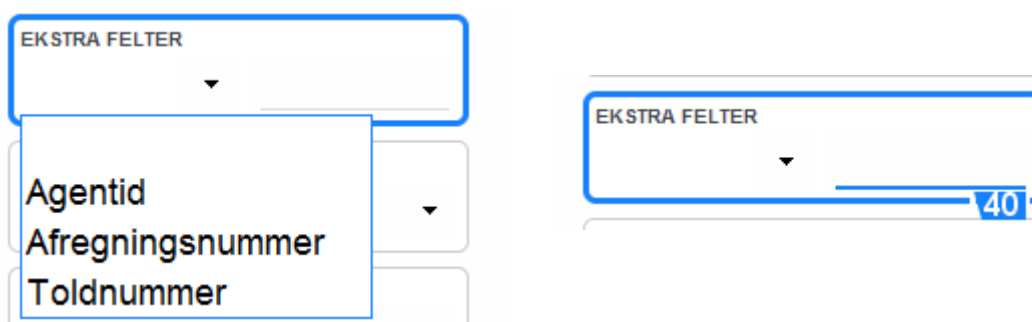 EKSTRA FELTER
Agentid
Afregningsnummer
Toldnummer
EKSTRA FELTER
40